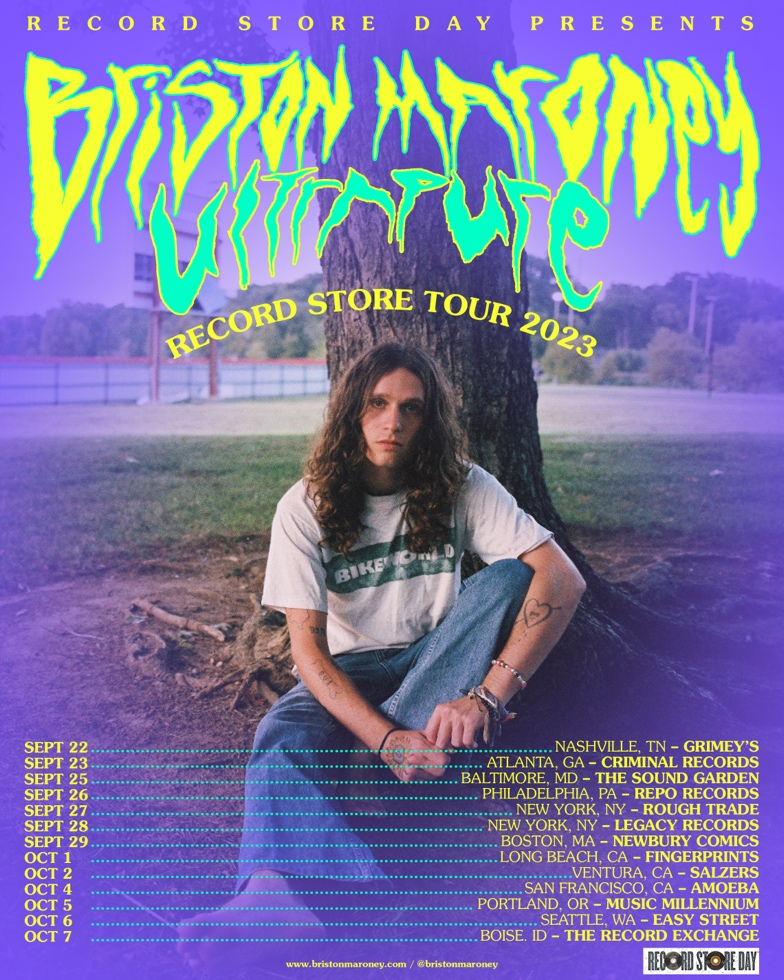 RECORD STORE DAY PRESENTS
Briston Maroney
Ultrapure
RECORD STORE TOUR 2023
BIKE WORLD
SEPT 22 NASHVILLE, TN – GRIMEY'S
SEPT 23 ATLANTA, GA – CRIMINAL RECORDS
SEPT 25 BALTIMORE, MD – THE SOUND GARDEN
SEPT 26 PHILADELPHIA, PA – REPO RECORDS
SEPT 27 NEW YORK, NY – ROUGH TRADE
SEPT 28 NEW YORK, NY – LEGACY RECORDS
SEPT 29 BOSTON, MA – NEWBURY COMICS
OCT 1 LONG BEACH, CA – FINGERPRINTS
OCT 2 VENTURA, CA – SALZERS
OCT 4 SAN FRANCISCO, CA – AMOEBA
OCT 5 PORTLAND, OR – MUSIC MILLENNIUM
OCT 6 SEATTLE, WA – EASY STREET
OCT 7 BOISE. ID – THE RECORD EXCHANGE
www.bristonmaroney.com / @bristonmaroney
RECORD STORE DAY